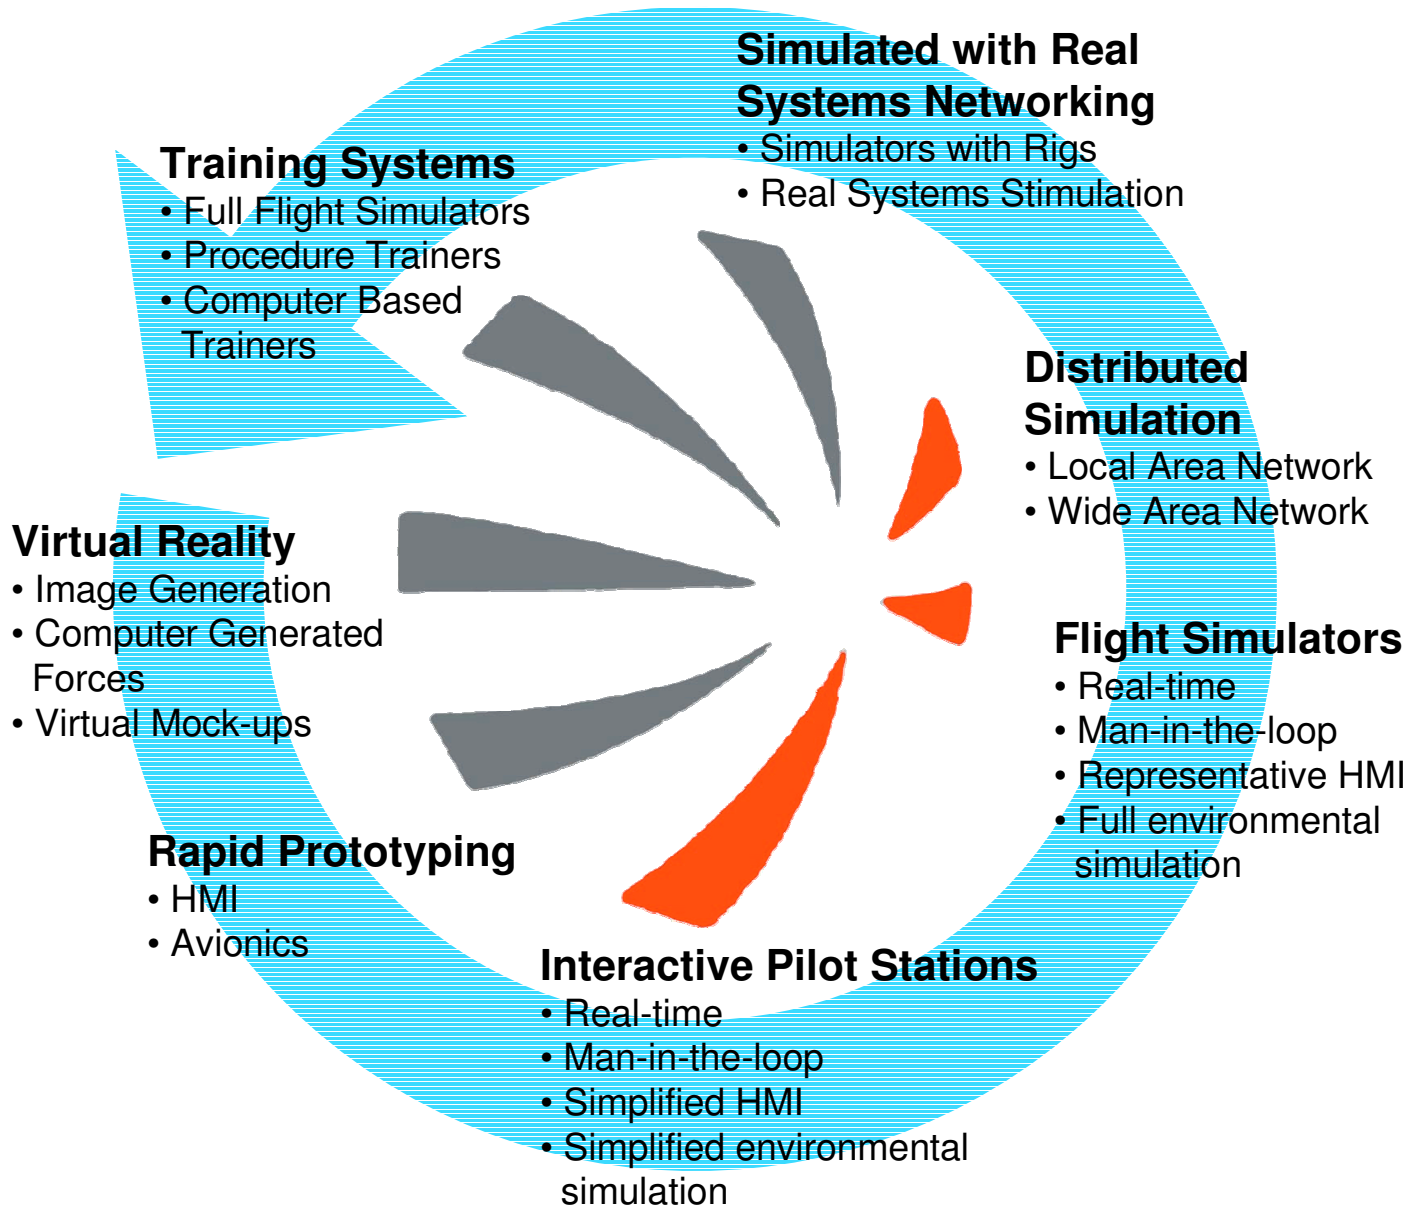 Simulated with Real
Systems Networking
• Simulators with Rigs
• Real Systems Stimulation
Training Systems
• Full Flight Simulators
• Procedure Trainers
• Computer Based
Trainers
Distributed
Simulation
• Local Area Network
• Wide Area Network
Virtual Reality
• Image Generation
• Computer Generated
Forces
• Virtual Mock-ups
Flight Simulators
• Real-time
• Man-in-the-loop
• Representative HMI
• Full environmental
simulation
Rapid Prototyping
• HMI
• Avionics
Interactive Pilot Stations
• Real-time
• Man-in-the-loop
• Simplified HMI
• Simplified environmental
simulation